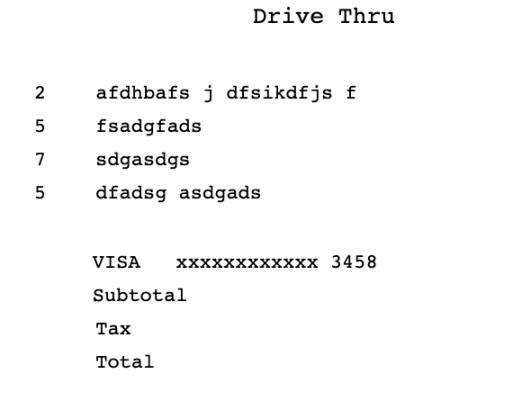 Drive Thru
2 afdhbafs j dfsikdfjs f
5 fsadgfads
7 sdgasdgs
5 dfadsg asdgads
VISA xxxxxxxxxxxx 3458
Subtotal
Tax
Total